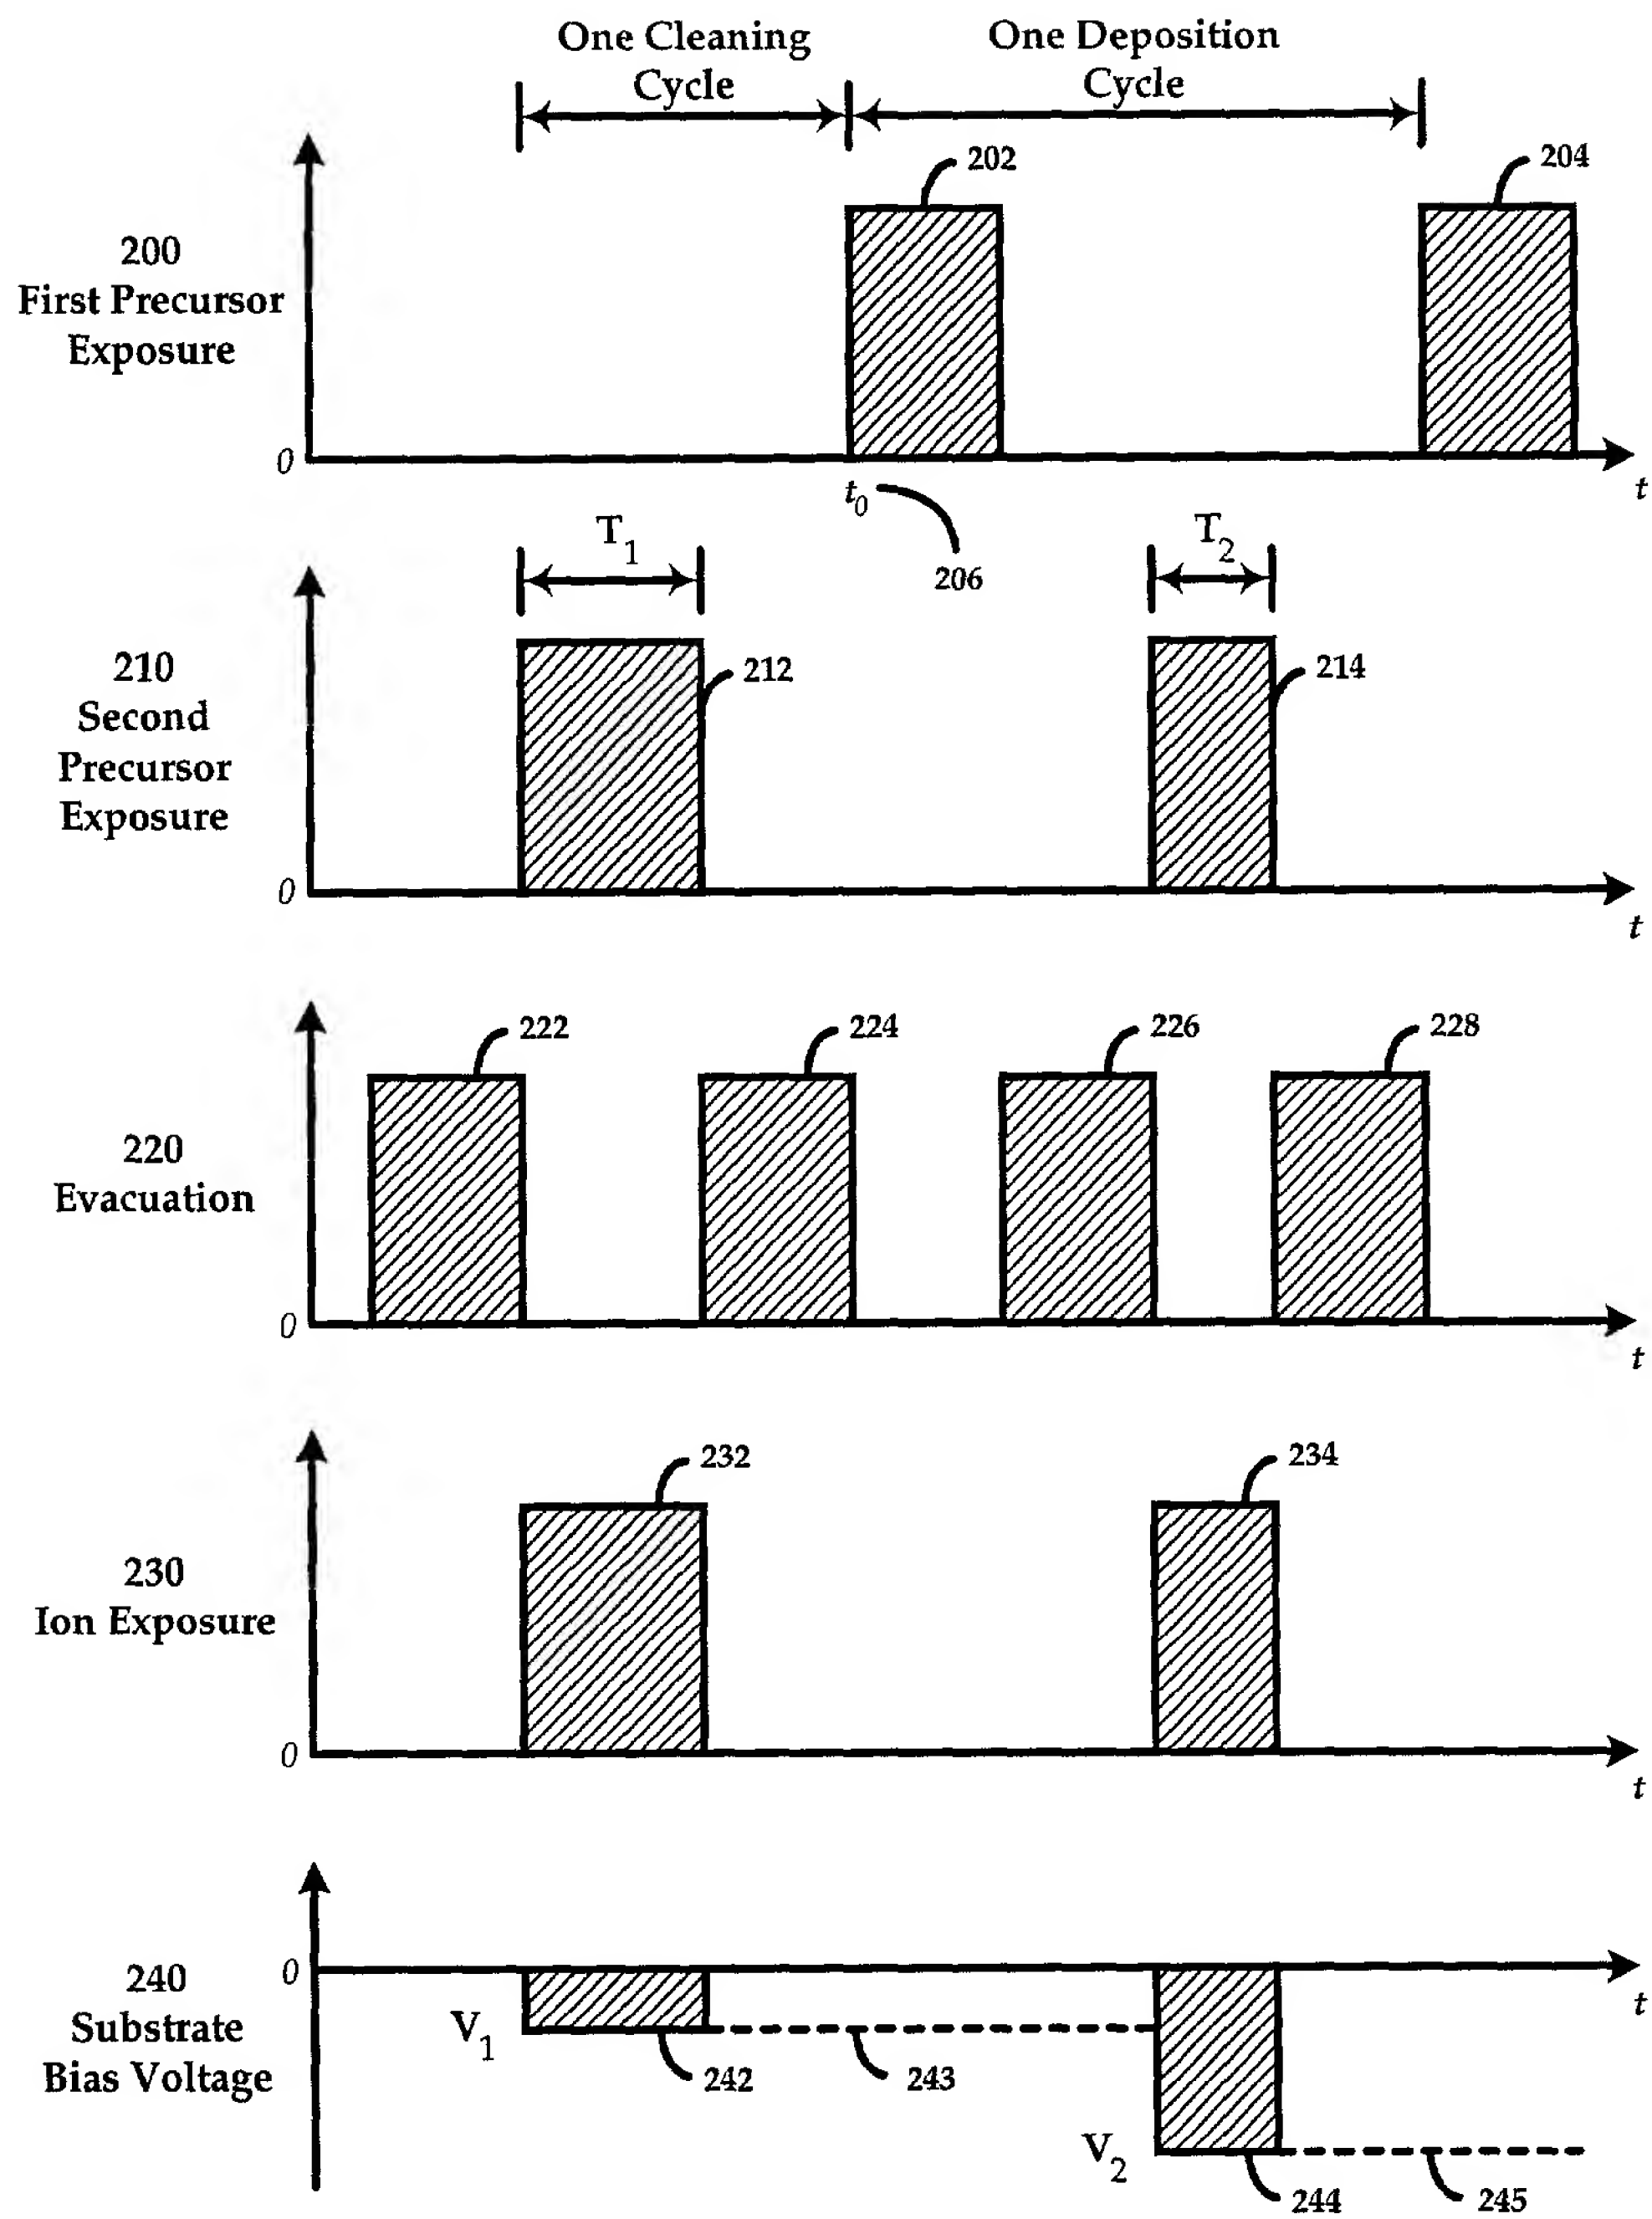 One Cleaning
Cycle
One Deposition
Cycle
202
204
200
First Precursor
Exposure
0
t0
t
206
T1
T2
210
Second
Precursor
Exposure
212
214
0
t
222
224
226
228
220
Evacuation
0
t
232
234
230
Ion Exposure
0
t
240
Substrate
Bias Voltage
0
t
V1
242
243
V2
244
245